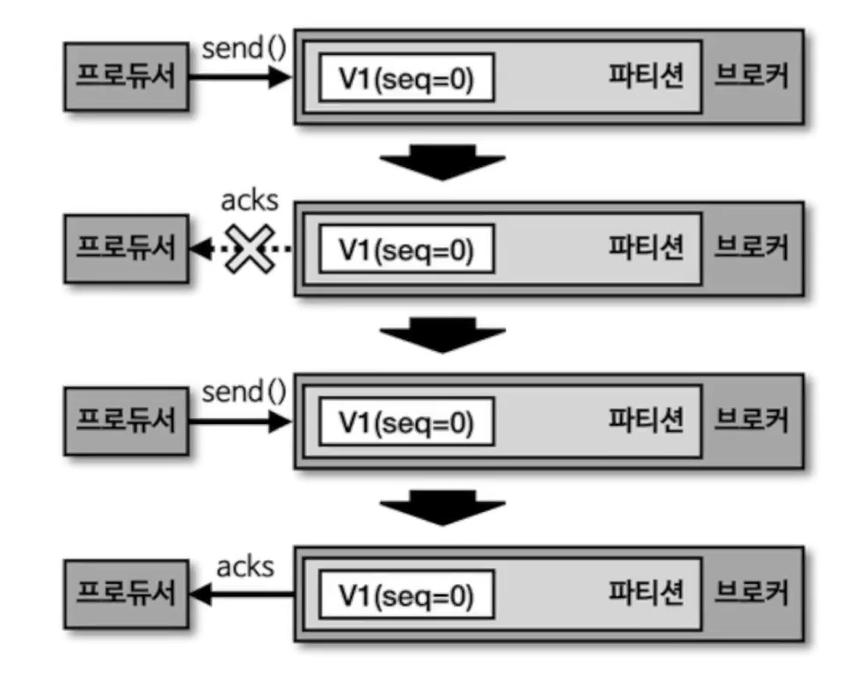 send()
프로듀서
V1(seq=0)
파티션
브로커
acks
프로듀서
V1(seq=0)
파티션
브로커
send()
프로듀서
V1(seq=0)
파티션
브로커
acks
프로듀서
V1(seq=0)
파티션
브로커